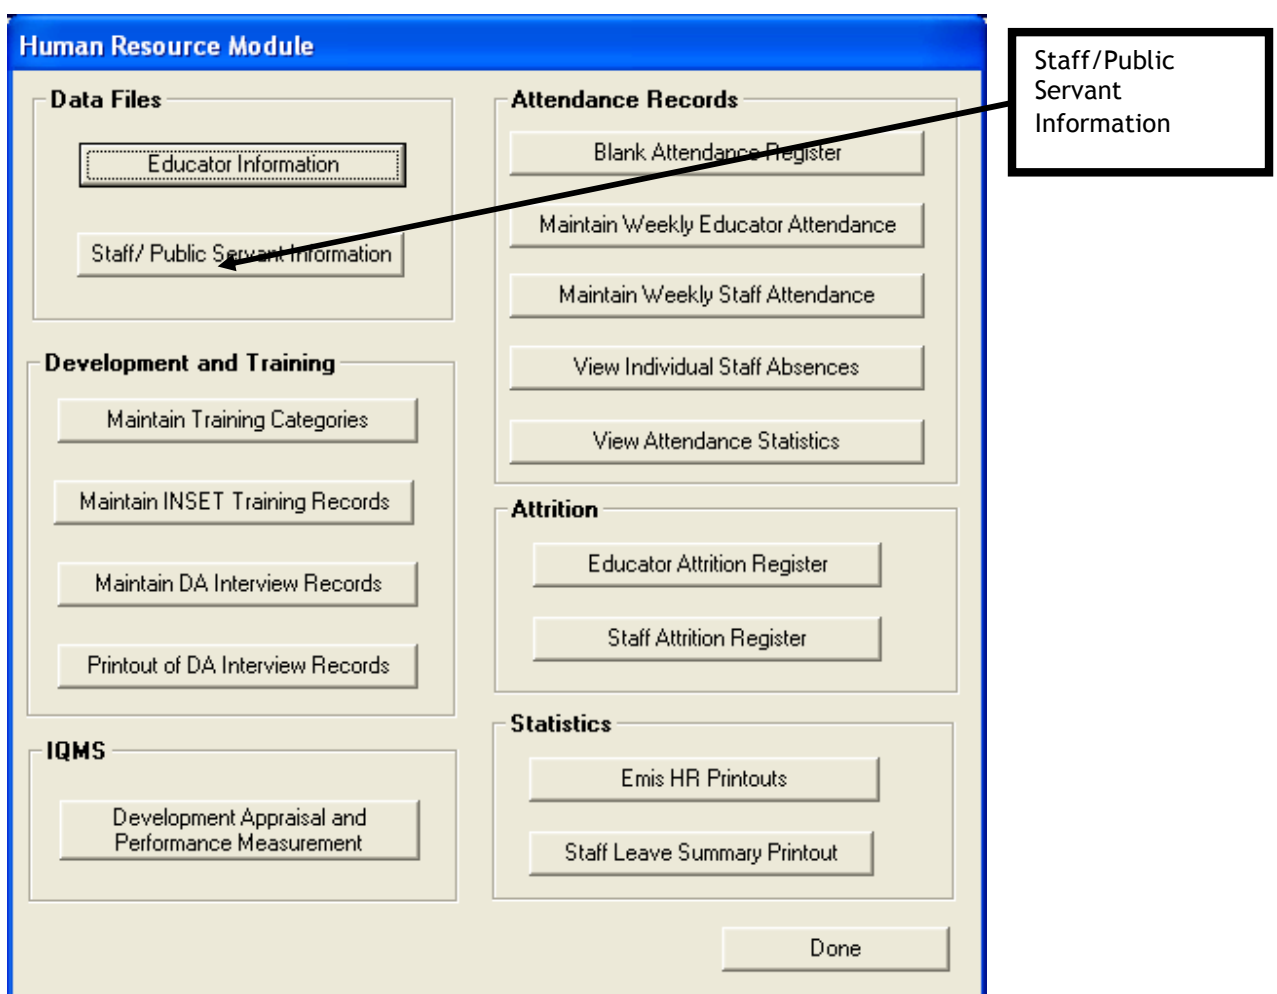 Human Resource Module
Data Files
Educator Information
Staff/ Public Servant Information
Development and Training
Maintain Training Categories
Maintain INSET Training Records
Maintain DA Interview Records
Printout of DA Interview Records
IQMS
Development Appraisal and
Performance Measurement
Attendance Records
Blank Attendance Register
Maintain Weekly Educator Attendance
Maintain Weekly Staff Attendance
View Individual Staff Absences
View Attendance Statistics
Attrition
Educator Attrition Register
Staff Attrition Register
Statistics
Emis HR Printouts
Staff Leave Summary Printout
Done
Staff/Public
Servant
Information